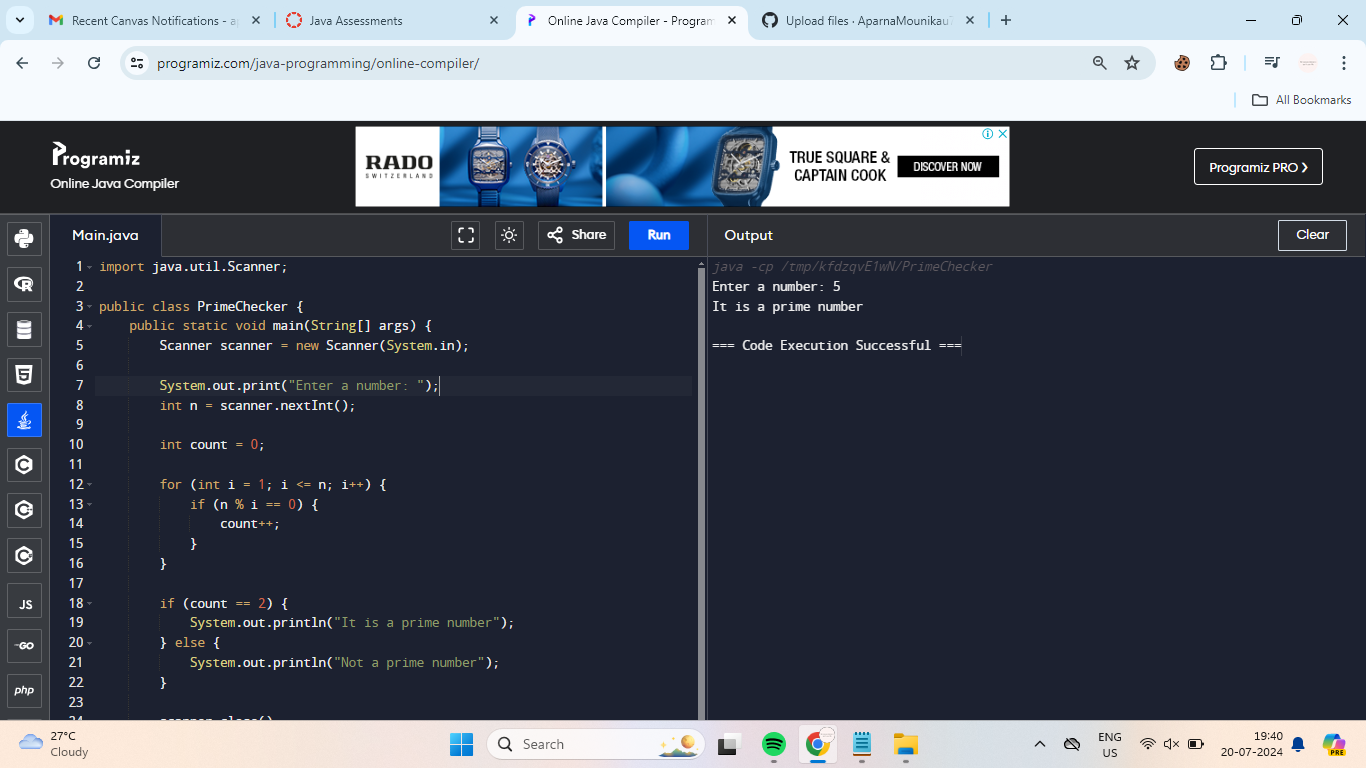 Recent Canvas Notifications - a
Java Assessments
Online Java Compiler - Program
Upload files · AparnaMounikau
programiz.com/java-programming/online-compiler/
All Bookmarks
Programiz
Online Java Compiler
RADO
SWITZERLAND
TRUE SQUARE &
CAPTAIN COOK
DISCOVER NOW
Programiz PRO
Main.java
Share
Run
Output
Clear
1 import java.util.Scanner;
2
3 public class PrimeChecker {
4 public static void main(String[] args) {
5 Scanner scanner = new Scanner(System.in);
6
7 System.out.print("Enter a number: ");
8 int n = scanner.nextInt();
9
10 int count = 0;
11
12 for (int i = 1; i <= n; i++) {
13 if (n % i == 0) {
14 count++;
15 }
16 }
17
18 if (count == 2) {
19 System.out.println("It is a prime number");
20 } else {
21 System.out.println("Not a prime number");
22 }
23
java -cp /tmp/kfdzqvE1wN/PrimeChecker
Enter a number: 5
It is a prime number
=== Code Execution Successful ===
JS
GO
php
27°C
Cloudy
Search
ENG
US
19:40
20-07-2024
PRE